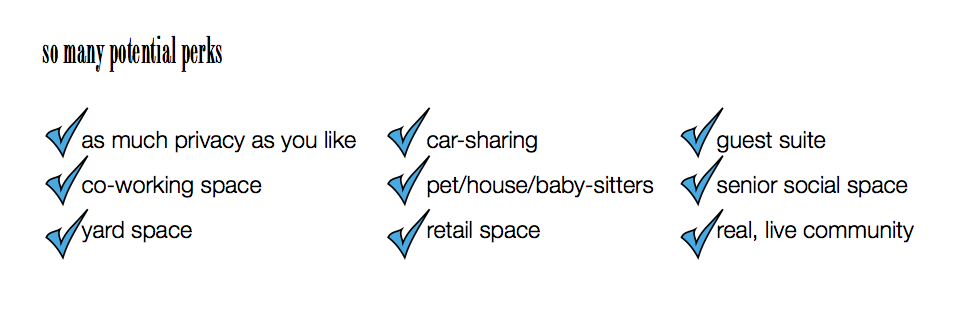 so many potential perks
as much privacy as you like
car-sharing
guest suite
co-working space
pet/house/baby-sitters
senior social space
yard space
retail space
real, live community